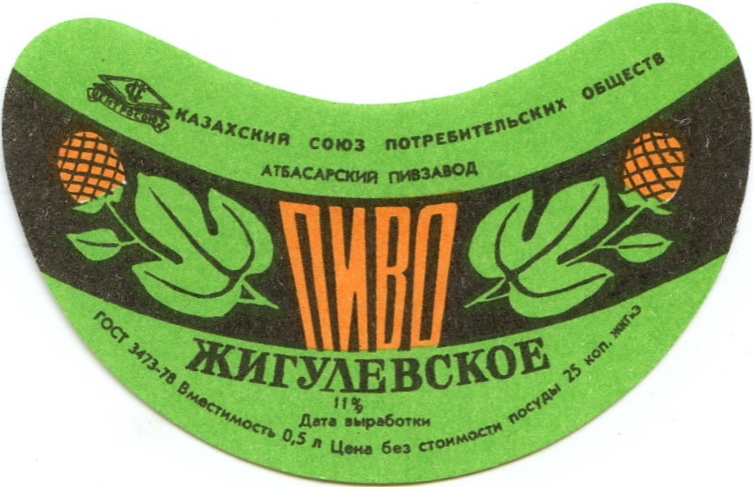 ЦЕНТРОСОЮЗ
КАЗАХСКИЙ СОЮЗ ПОТРЕБИТЕЛЬСКИХ ОБЩЕСТВ
АТБАСАРСКИЙ ПИВЗАВОД
ПИВО
ЖИГУЛЕВСКОЕ
11%
Дата выработки
ГОСТ 3473-78 Вместимость 0,5 л Цена без стоимости посуды 25 коп.